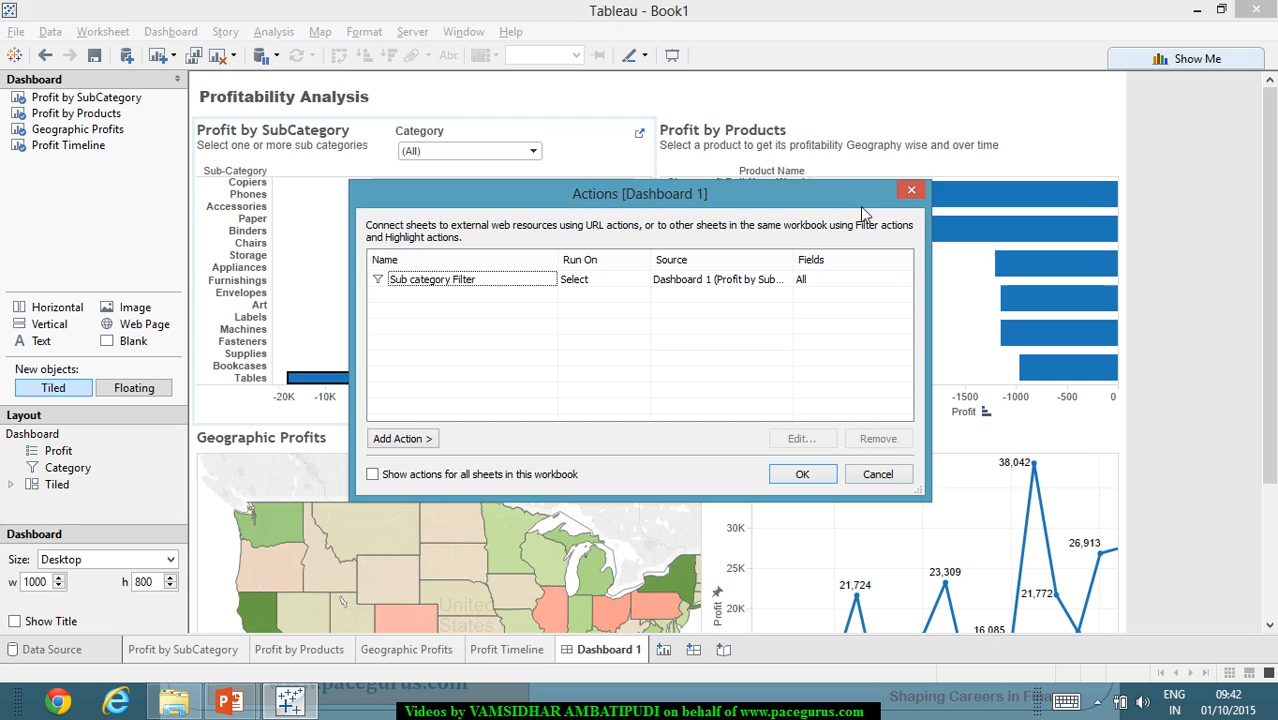 Tableau - Book1
File Data Worksheet Dashboard Story Analysis Map Format Server Window Help
Abc
Show Me
Dashboard
Profit by SubCategory
Profit by Products
Geographic Profits
Profit Timeline
Horizontal Image
Vertical Web Page
Text Blank
New objects:
Tiled Floating
Layout
Dashboard
Profit
Category
Tiled
Dashboard
Size: Desktop
w 1000 h 800
Show Title
Profitability Analysis
Profit by SubCategory
Select one or more sub categories
Category
(All)
Sub-Category
Copiers
Phones
Accessories
Paper
Binders
Chairs
Storage
Appliances
Furnishings
Envelopes
Art
Labels
Machines
Fasteners
Supplies
Bookcases
Tables
-20K -10K
Profit by Products
Select a product to get its profitability Geography wise and over time
Product Name
-1500 -1000 -500 0
Profit
Actions [Dashboard 1]
Connect sheets to external web resources using URL actions, or to other sheets in the same workbook using Filter actions
and Highlight actions.
Name Run On Source Fields
Sub category Filter Select Dashboard 1 (Profit by Sub... All
Add Action > Edit... Remove
Show actions for all sheets in this workbook
OK Cancel
Geographic Profits
United
States
38,042
30K
26,913
25K
23,309
21,724
21,772
20K
16,085
Profit
Data Source Profit by SubCategory Profit by Products Geographic Profits Profit Timeline Dashboard 1
www.pacegurus.com
Shaping Careers in Fin
ENG
IN
09:42
01/10/2015
Videos by VAMSIDHAR AMBATIPUDI on behalf of www.pacegurus.com